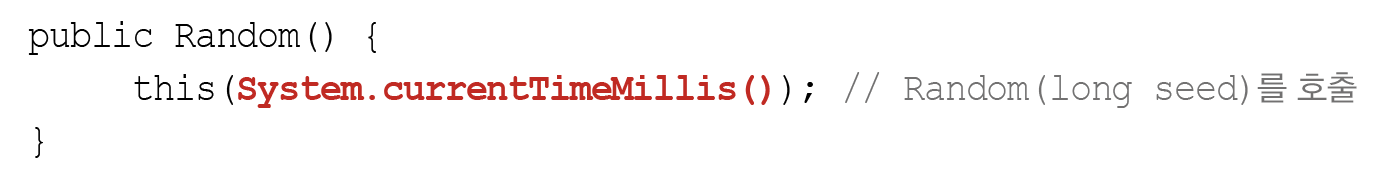 public Random() {
     this(System.currentTimeMillis()); // Random(long seed)를 호출
}